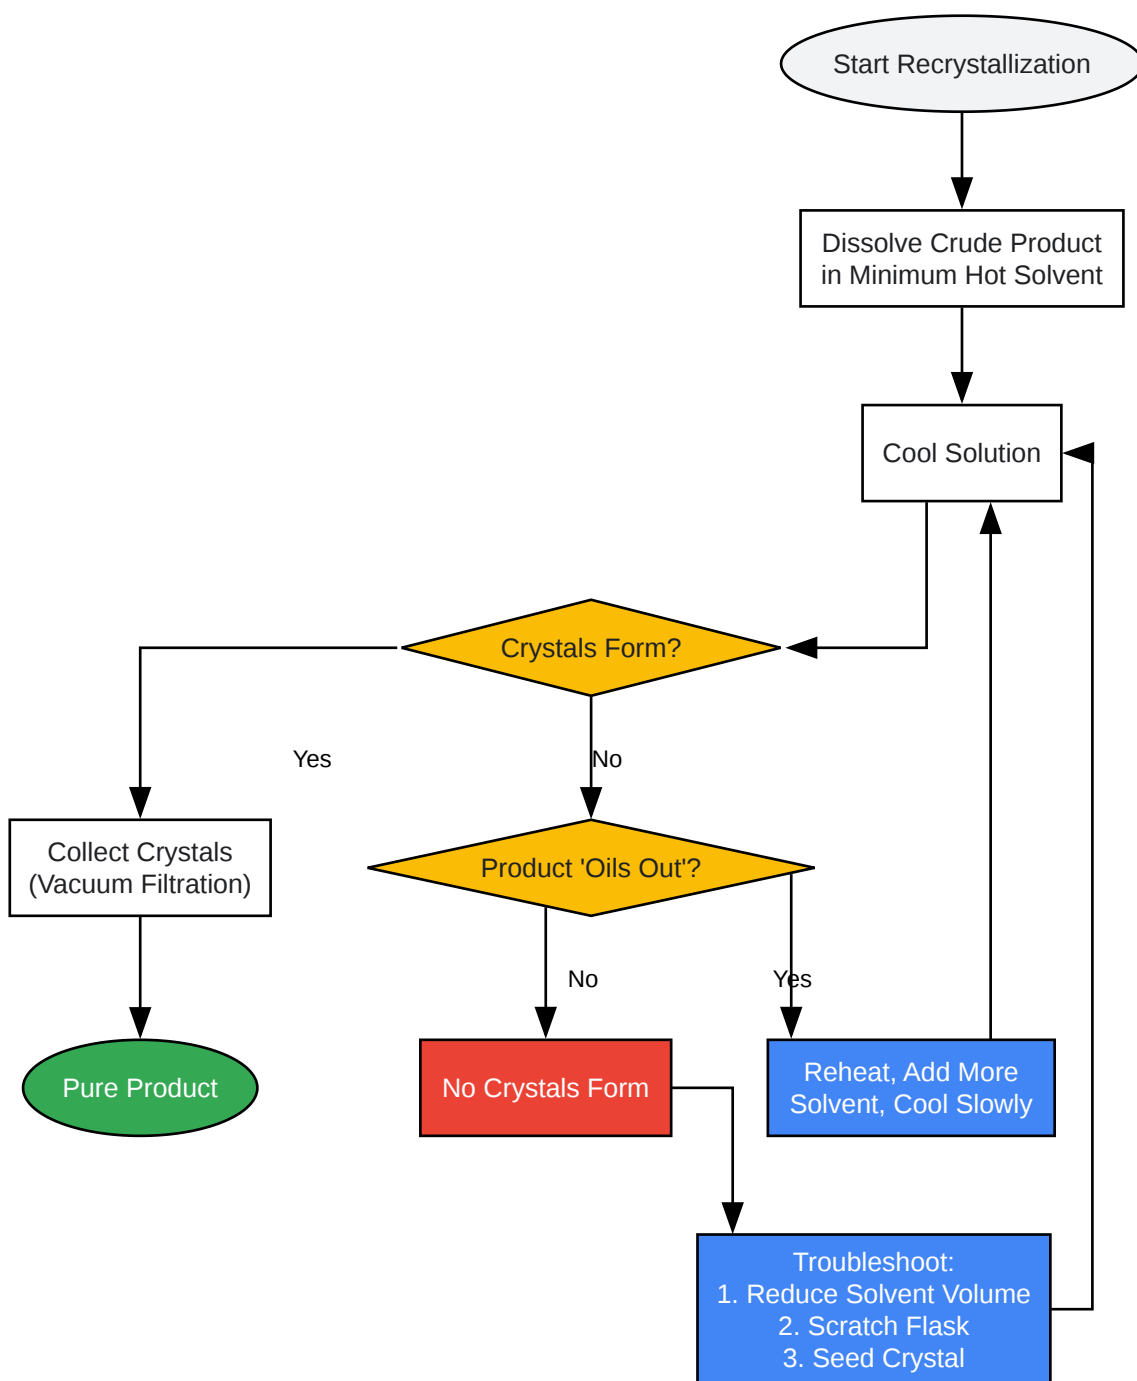 Start Recrystallization
Dissolve Crude Product
in Minimum Hot Solvent
Cool Solution
Crystals Form?
Yes
No
Collect Crystals
(Vacuum Filtration)
Product 'Oils Out'?
No
Yes
Pure Product
No Crystals Form
Reheat, Add More
Solvent, Cool Slowly
Troubleshoot:
1. Reduce Solvent Volume
2. Scratch Flask
3. Seed Crystal